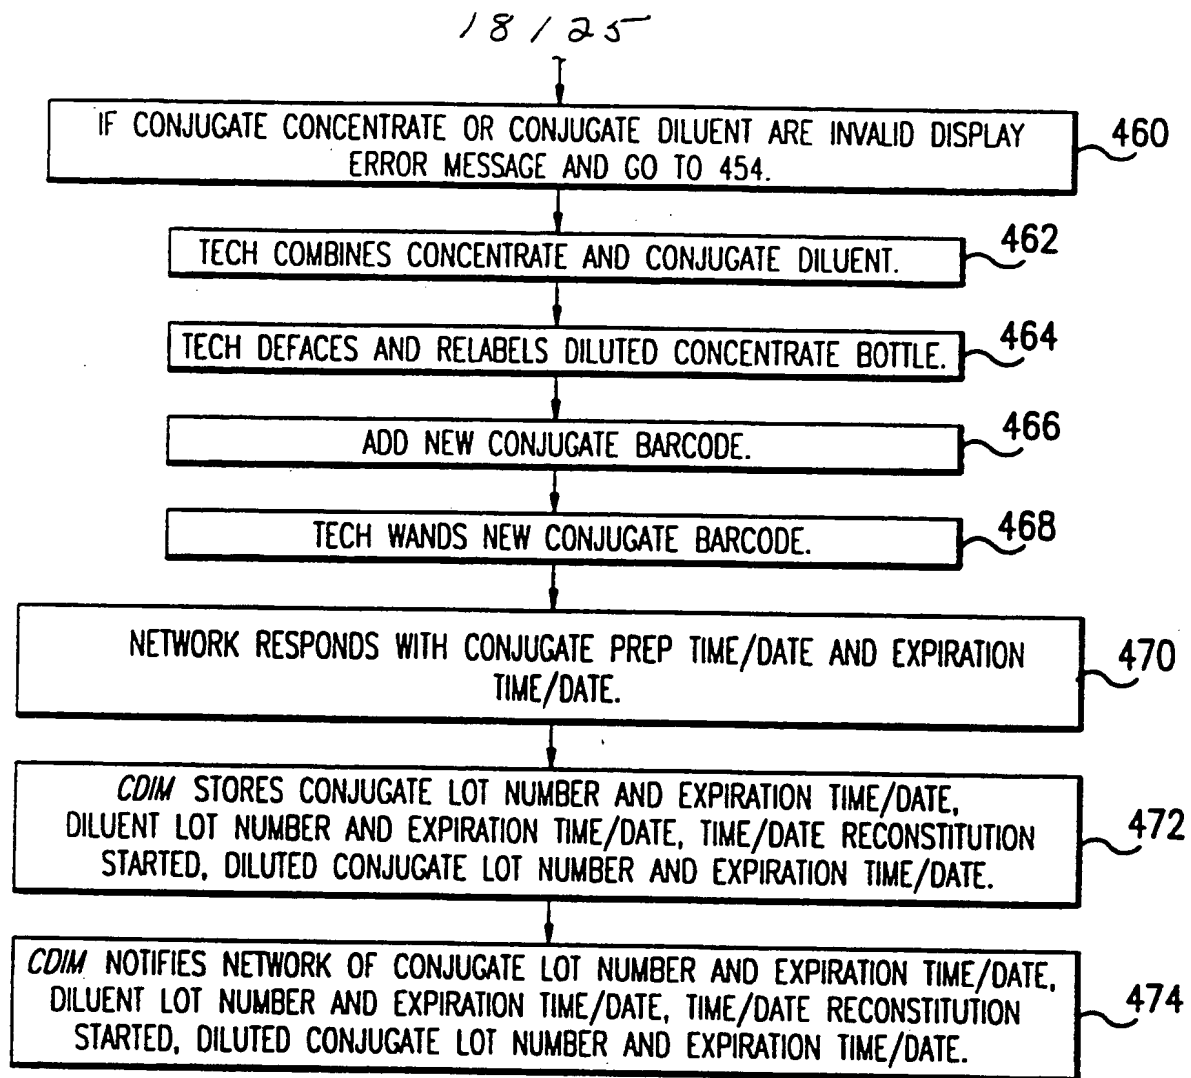 18/25
IF CONJUGATE CONCENTRATE OR CONJUGATE DILUENT ARE INVALID DISPLAY
ERROR MESSAGE AND GO TO 454.
460
TECH COMBINES CONCENTRATE AND CONJUGATE DILUENT.
462
TECH DEFACES AND RELABELS DILUTED CONCENTRATE BOTTLE.
464
ADD NEW CONJUGATE BARCODE.
466
TECH WANDS NEW CONJUGATE BARCODE.
468
NETWORK RESPONDS WITH CONJUGATE PREP TIME/DATE AND EXPIRATION
TIME/DATE.
470
CDIM STORES CONJUGATE LOT NUMBER AND EXPIRATION TIME/DATE,
DILUENT LOT NUMBER AND EXPIRATION TIME/DATE, TIME/DATE RECONSTITUTION
STARTED, DILUTED CONJUGATE LOT NUMBER AND EXPIRATION TIME/DATE.
472
CDIM NOTIFIES NETWORK OF CONJUGATE LOT NUMBER AND EXPIRATION TIME/DATE,
DILUENT LOT NUMBER AND EXPIRATION TIME/DATE, TIME/DATE RECONSTITUTION
STARTED, DILUTED CONJUGATE LOT NUMBER AND EXPIRATION TIME/DATE.
474